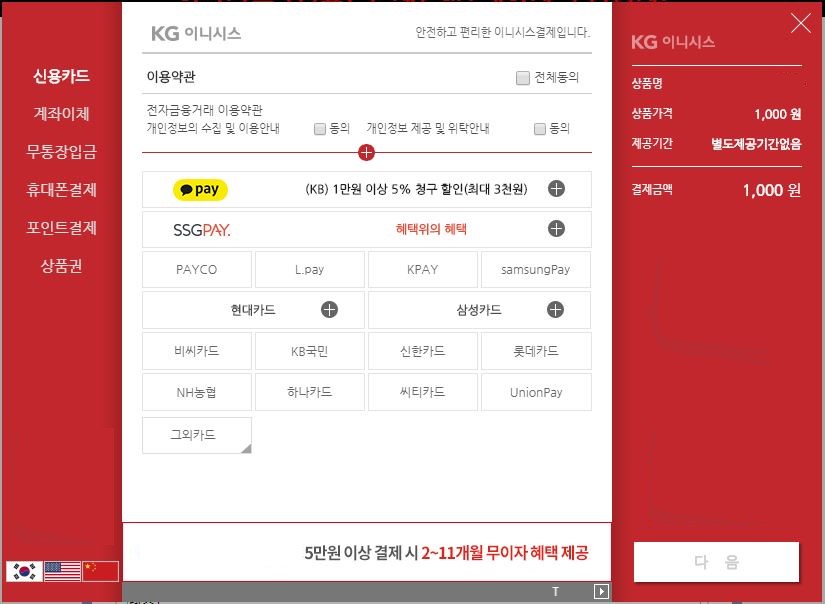 신용카드
계좌이체
무통장입금
휴대폰결제
포인트결제
상품권
KG 이니시스
안전하고 편리한 이니시스결제입니다.
이용약관
전체동의
전자금융거래 이용약관
개인정보의 수집 및 이용안내
동의
개인정보 제공 및 위탁안내
동의
pay
(KB) 1만원 이상 5% 청구 할인(최대 3천원)
SSGPAY.
혜택위의 혜택
PAYCO
L.pay
KPAY
samsungPay
현대카드
삼성카드
비씨카드
KB국민
신한카드
롯데카드
NH농협
하나카드
씨티카드
UnionPay
그외카드
5만원 이상 결제 시 2~11개월 무이자 혜택 제공
T
KG 이니시스
상품명
상품가격 1,000 원
제공기간 별도제공기간없음
결제금액 1,000 원
다 음